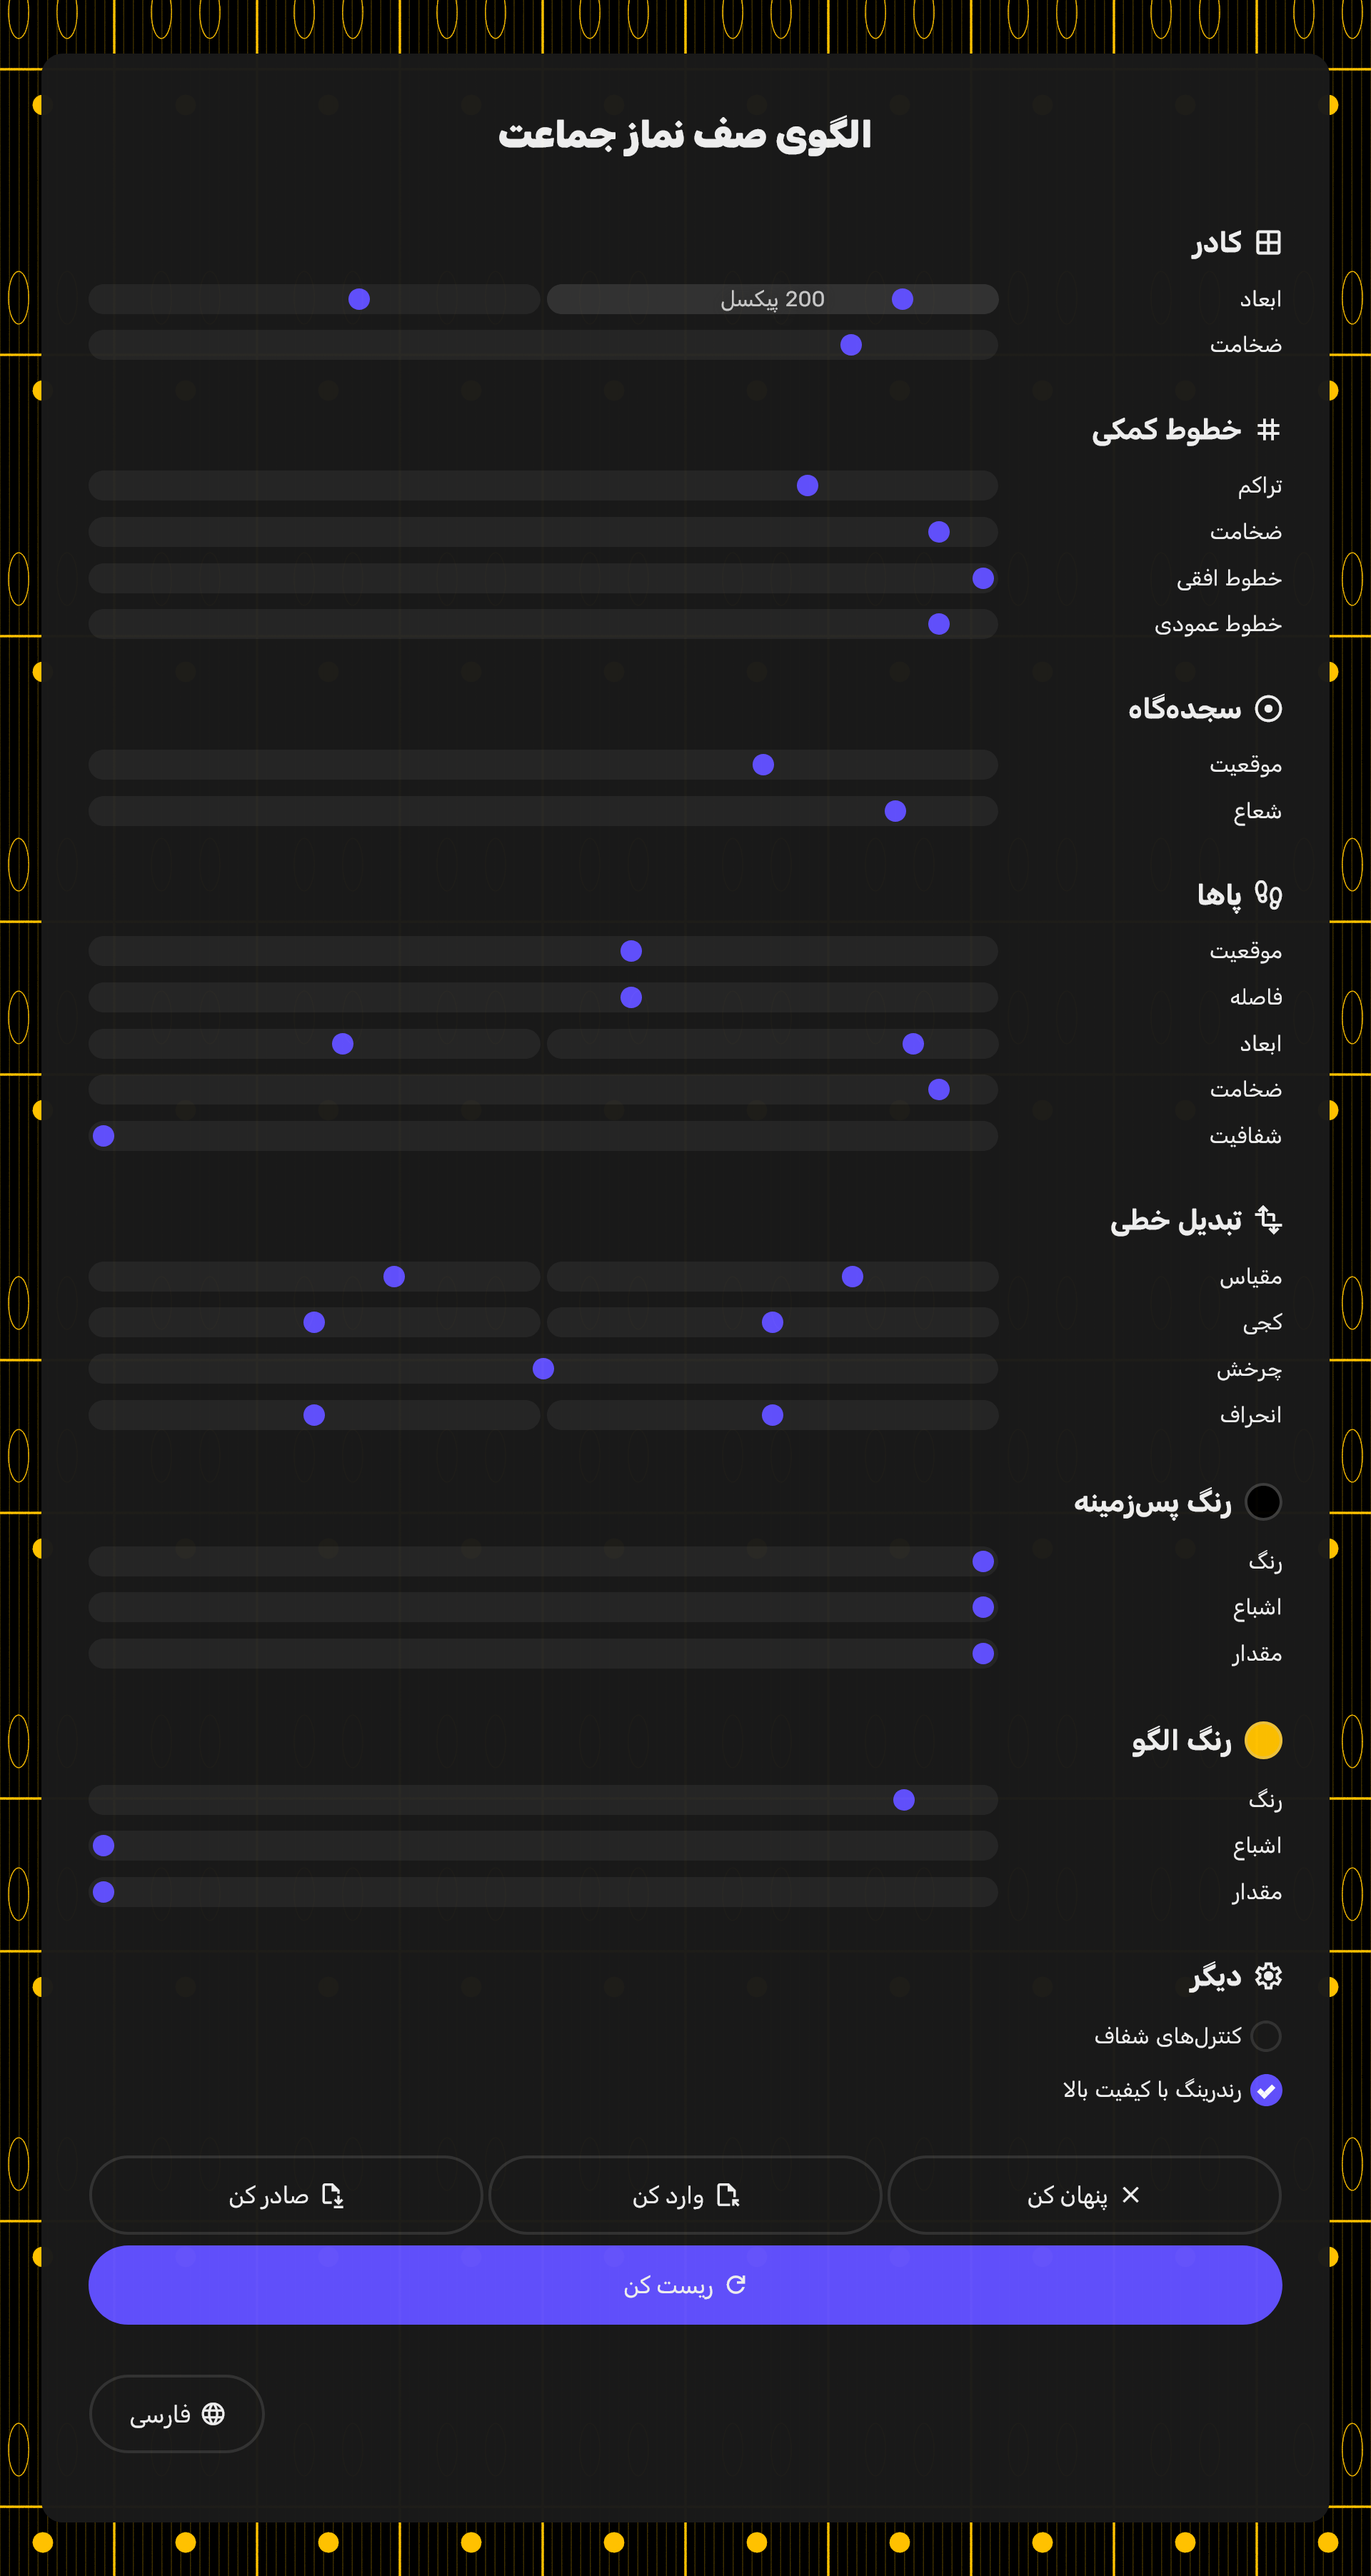 الگوی صف نماز جماعت
کادر
ابعاد
200 پیکسل
ضخامت
خطوط کمکی
تراکم
ضخامت
خطوط افقی
خطوط عمودی
سجده‌گاه
موقعیت
شعاع
پاها
موقعیت
فاصله
ابعاد
ضخامت
شفافیت
تبدیل خطی
مقیاس
کجی
چرخش
انحراف
رنگ پس‌زمینه
رنگ
اشباع
مقدار
رنگ الگو
رنگ
اشباع
مقدار
دیگر
کنترل‌های شفاف
رندرینگ با کیفیت بالا
پنهان کن
وارد کن
صادر کن
ریست کن
فارسی